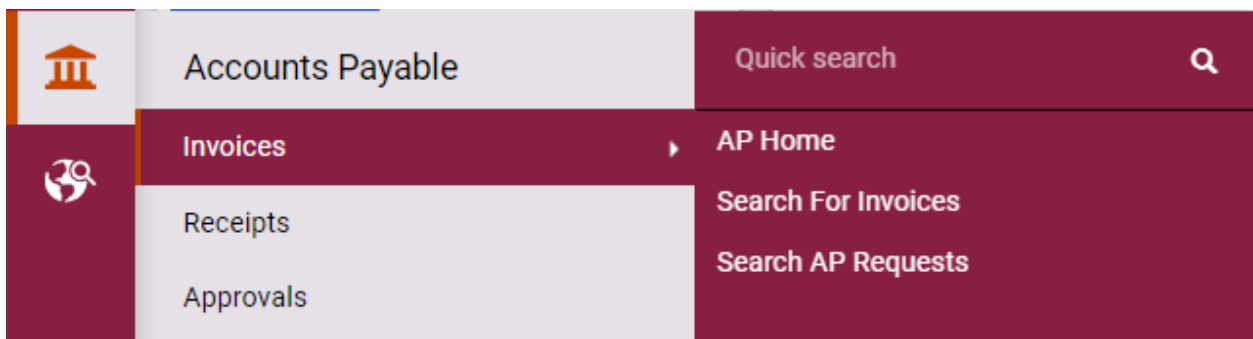 Accounts Payable
Invoices
Receipts
Approvals
Quick search
AP Home
Search For Invoices
Search AP Requests